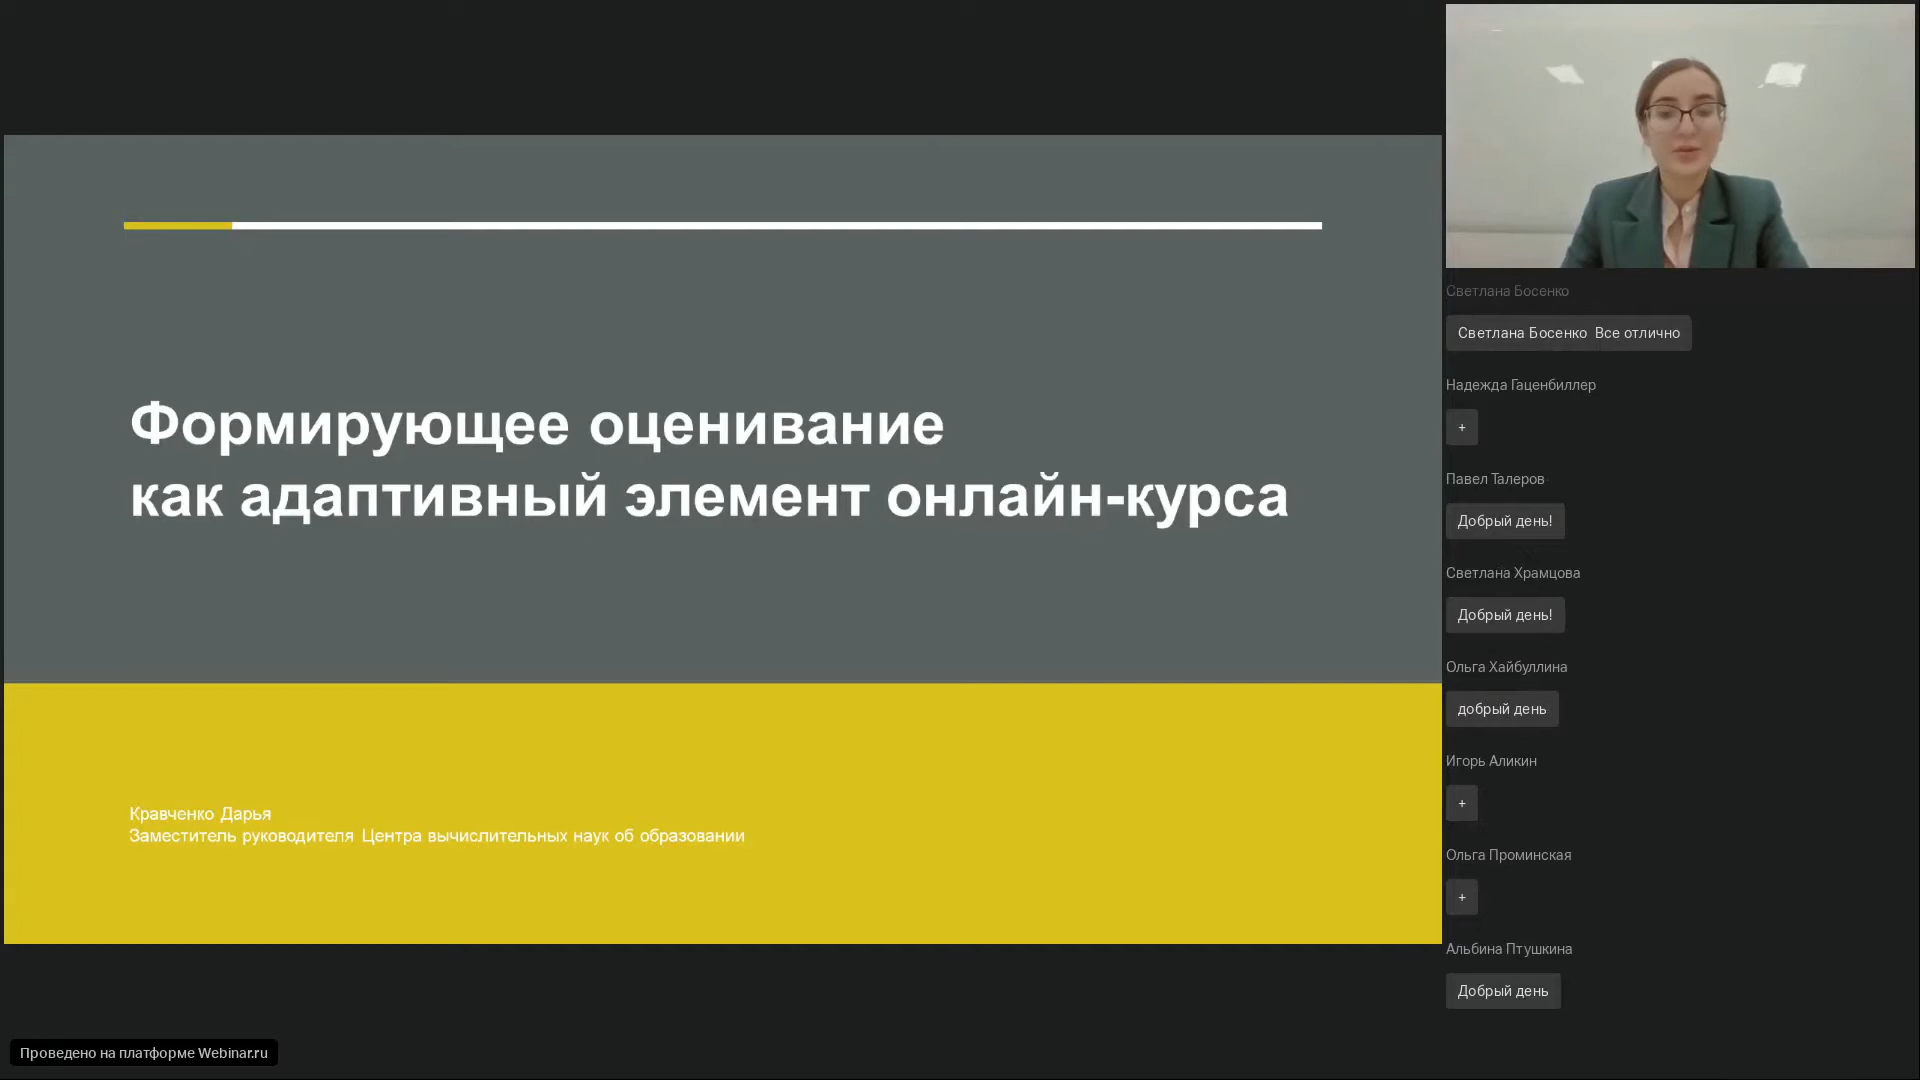 Формирующее оценивание
как адаптивный элемент онлайн-курса
Кравченко Дарья
Заместитель руководителя Центра вычислительных наук об образовании
Светлана Босенко
Светлана Босенко Все отлично
Надежда Гаценбиллер
+
Павел Талеров
Добрый день!
Светлана Храмцова
Добрый день!
Ольга Хайбуллина
добрый день
Игорь Аликин
+
Ольга Проминская
+
Альбина Птушкина
Добрый день
Проведено на платформе Webinar.ru